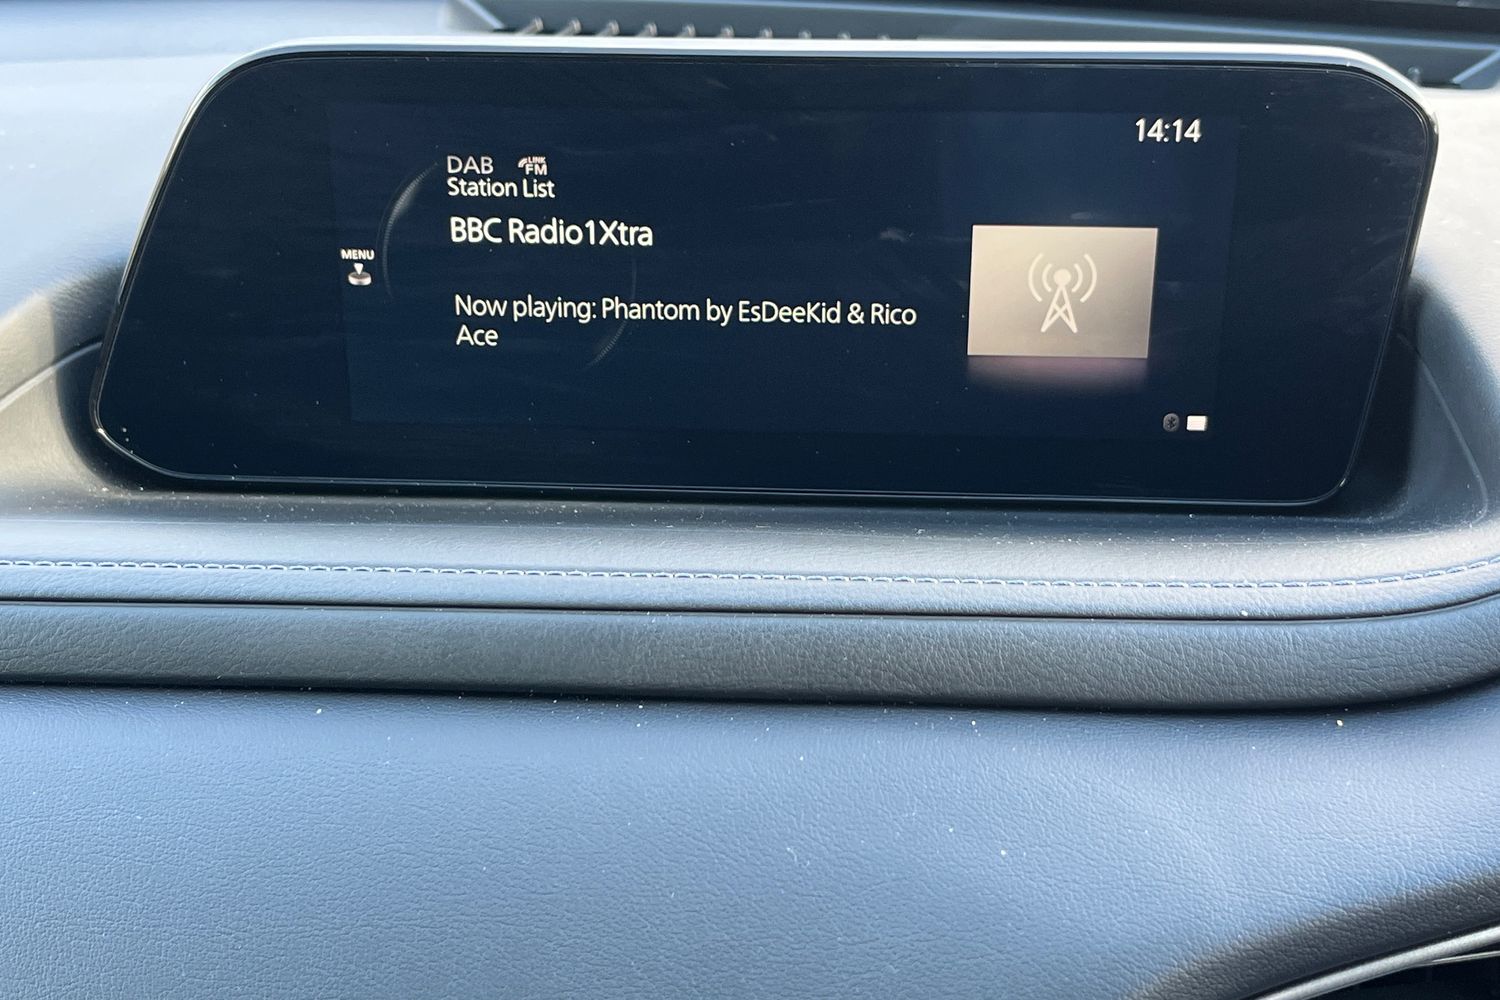 14:14
DAB LINK FM
Station List
BBC Radio1Xtra
MENU
Now playing: Phantom by EsDeeKid & Rico
Ace